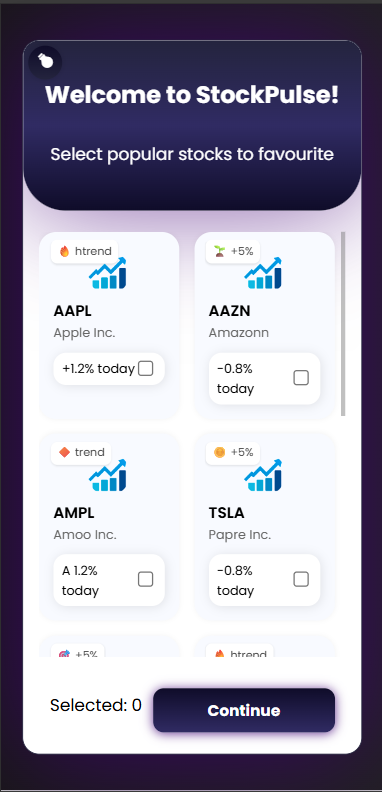 Welcome to StockPulse!
Select popular stocks to favourite
htrend
AAPL
Apple Inc.
+1.2% today
+5%
AAZN
Amazonn
-0.8%
today
trend
AMPL
Amoo Inc.
A 1.2%
today
+5%
TSLA
Papre Inc.
-0.8%
today
+5%
htrend
Selected: 0
Continue